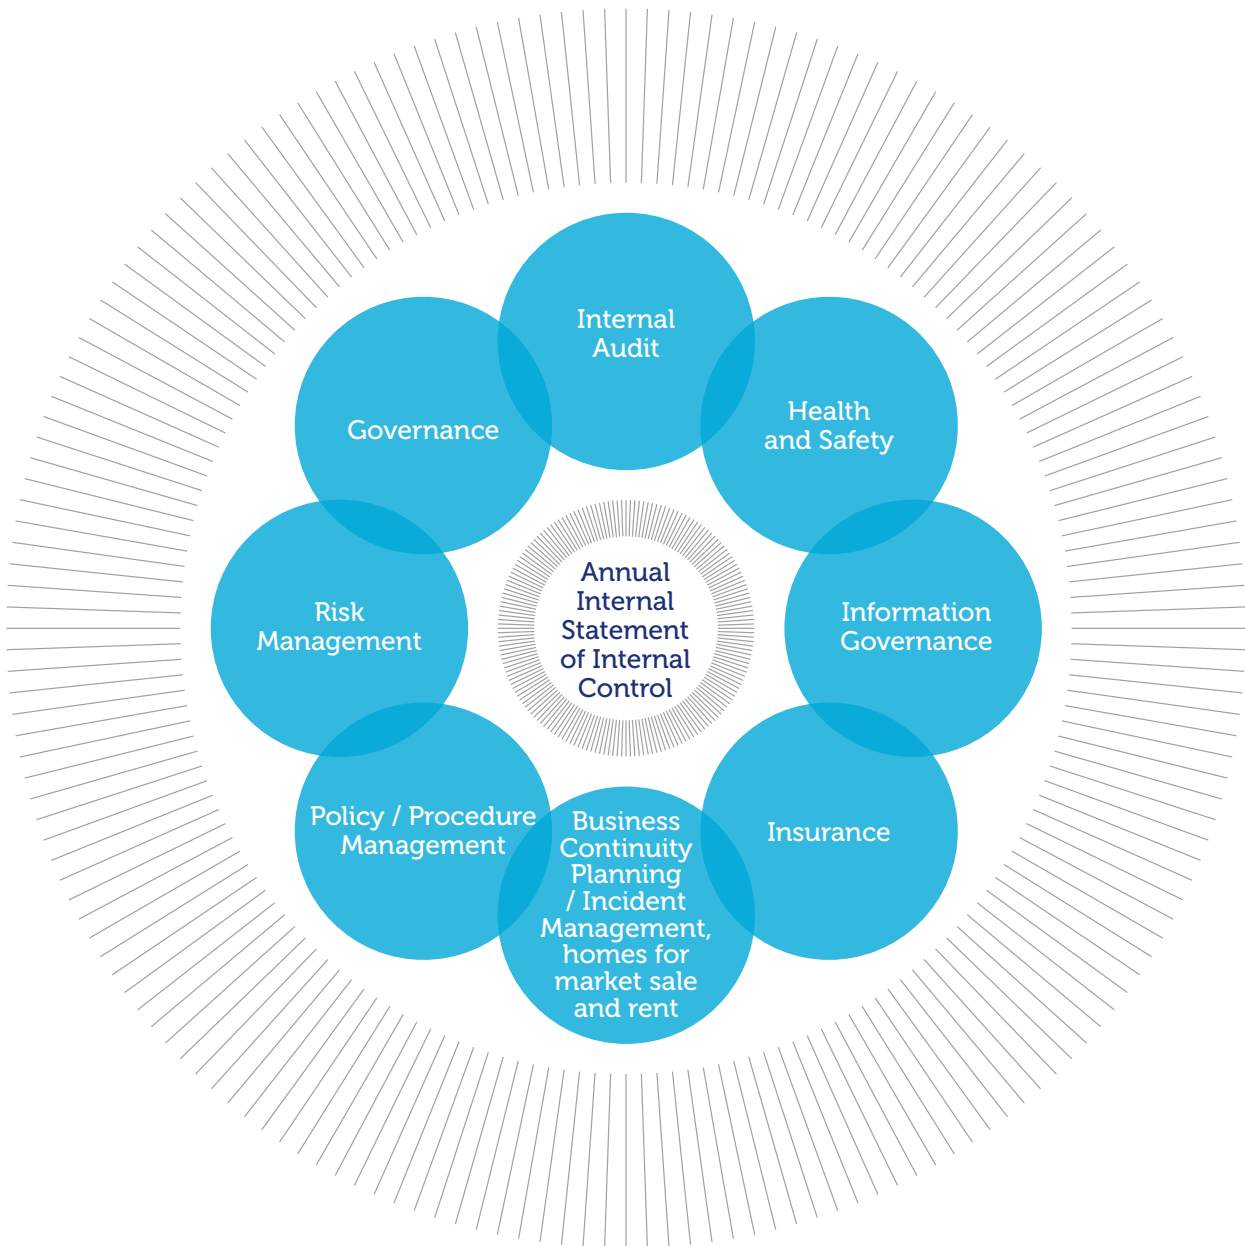 Internal
Audit
Health
and Safety
Governance
Annual
Internal
Statement
of Internal
Control
Risk
Management
Information
Governance
Policy / Procedure
Management
Business
Continuity
Planning
/ Incident
Management,
homes for
market sale
and rent
Insurance